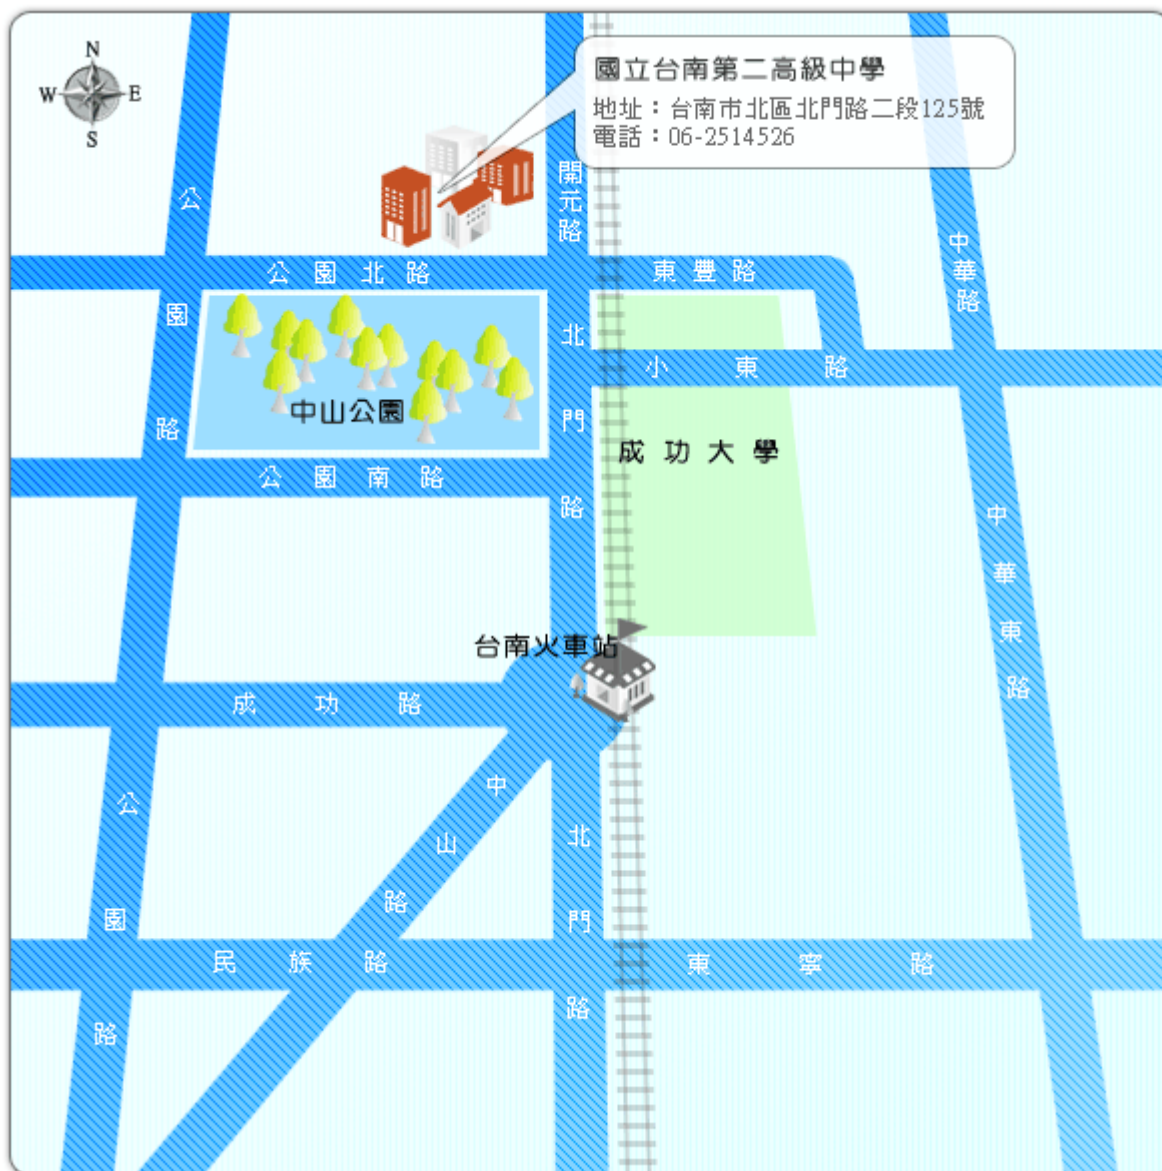 N
W E
S
國立台南第二高級中學
地址：台南市北區北門路二段125號
電話：06-2514526
開元路
公園路
中華路
公園北路
東豐路
北門路
小東路
中山公園
成功大學
公園南路
中華東路
台南火車站
成功路
中山路
公園路
北門路
民族路
東寧路